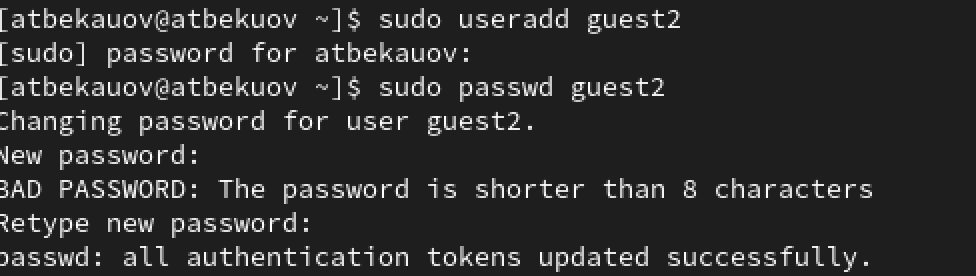 [atbekauov@atbekuov ~]$ sudo useradd guest2
[sudo] password for atbekauov:
[atbekauov@atbekuov ~]$ sudo passwd guest2
Changing password for user guest2.
New password:
BAD PASSWORD: The password is shorter than 8 characters
Retype new password:
passwd: all authentication tokens updated successfully.